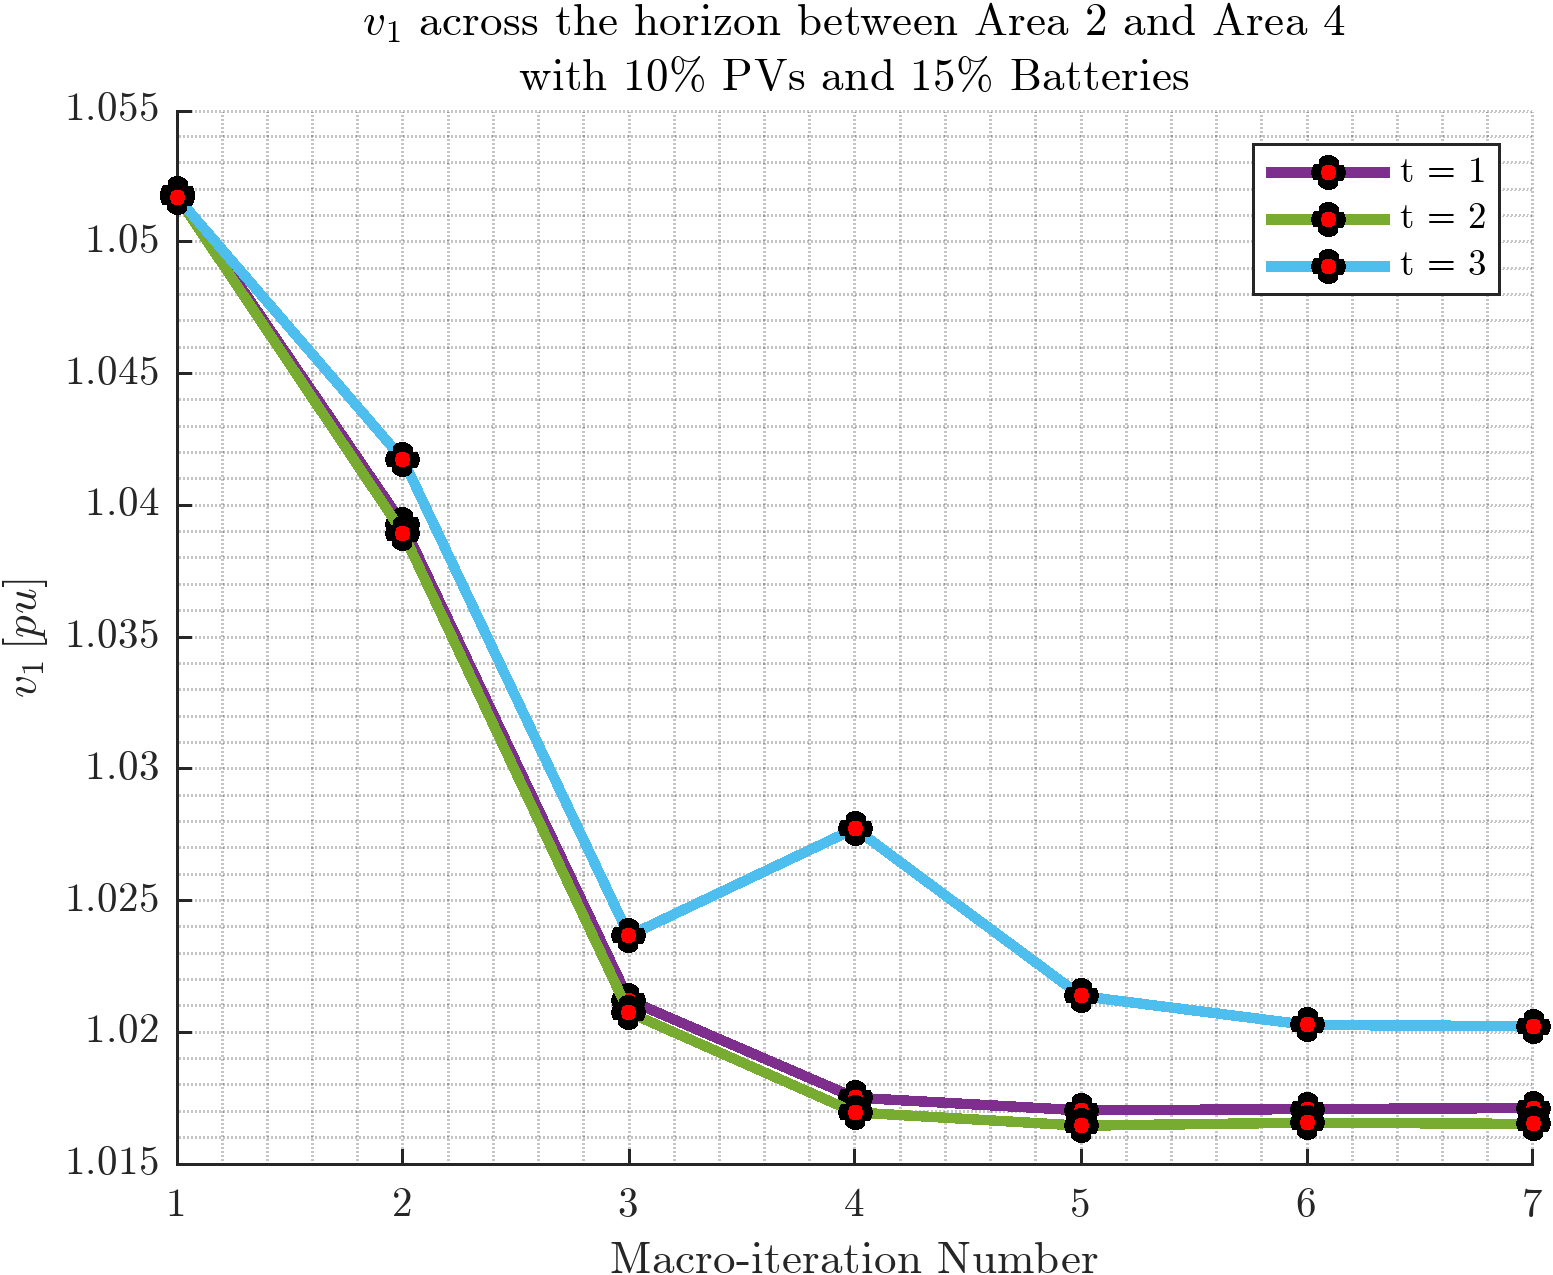 v₁ across the horizon between Area 2 and Area 4
with 10% PVs and 15% Batteries
1.055
1.05
1.045
1.04
1.035
1.03
1.025
1.02
1.015
v₁ [pu]
t = 1
t = 2
t = 3
1 2 3 4 5 6 7
Macro-iteration Number